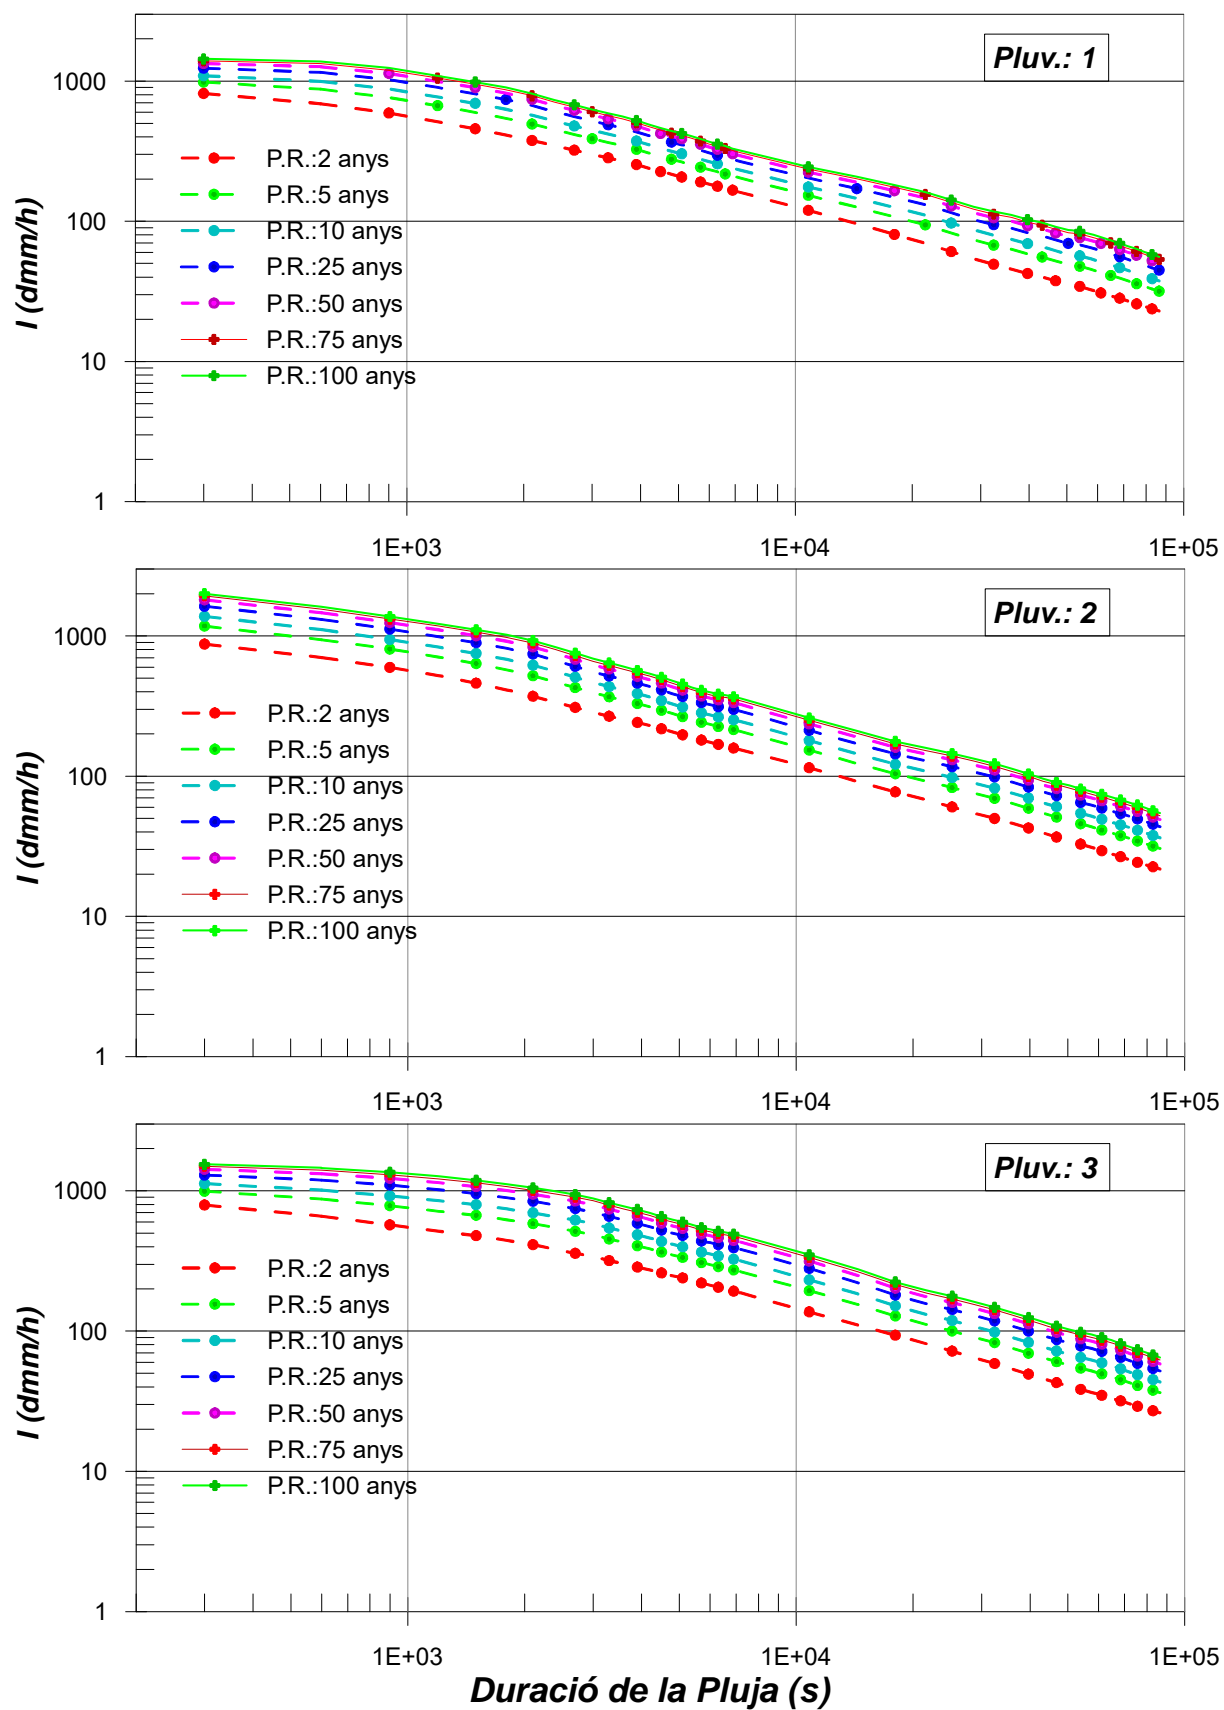 Pluv.: 1
1000
100
10
1
I (dmm/h)
P.R.:2 anys
P.R.:5 anys
P.R.:10 anys
P.R.:25 anys
P.R.:50 anys
P.R.:75 anys
P.R.:100 anys
1E+03 1E+04 1E+05
Pluv.: 2
1000
100
10
1
I (dmm/h)
P.R.:2 anys
P.R.:5 anys
P.R.:10 anys
P.R.:25 anys
P.R.:50 anys
P.R.:75 anys
P.R.:100 anys
1E+03 1E+04 1E+05
Pluv.: 3
1000
100
10
1
I (dmm/h)
P.R.:2 anys
P.R.:5 anys
P.R.:10 anys
P.R.:25 anys
P.R.:50 anys
P.R.:75 anys
P.R.:100 anys
1E+03 1E+04 1E+05
Duració de la Pluja (s)